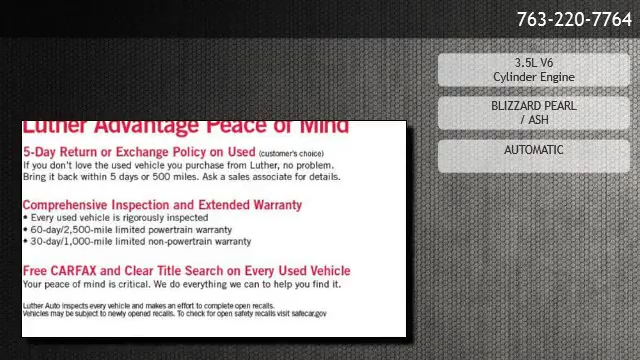 763-220-7764
3.5L V6
Cylinder Engine
BLIZZARD PEARL
/ ASH
AUTOMATIC
Luther Advantage Peace of Mind
5-Day Return or Exchange Policy on Used (customer's choice)
If you don't love the used vehicle you purchase from Luther, no problem.
Bring it back within 5 days or 500 miles. Ask a sales associate for details.
Comprehensive Inspection and Extended Warranty
• Every used vehicle is rigorously inspected
• 60-day/2,500-mile limited powertrain warranty
• 30-day/1,000-mile limited non-powertrain warranty
Free CARFAX and Clear Title Search on Every Used Vehicle
Your peace of mind is critical. We do everything we can to help you find it.
Luther Auto inspects every vehicle and makes an effort to complete open recalls.
Vehicles may be subject to newly opened recalls. To check for open safety recalls visit safecar.gov